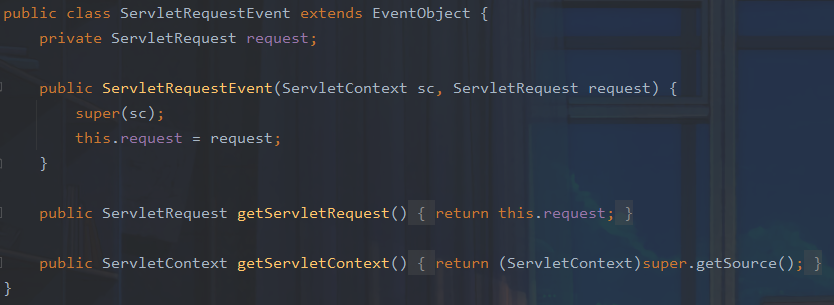 public class ServletRequestEvent extends EventObject {
private ServletRequest request;
public ServletRequestEvent(ServletContext sc, ServletRequest request) {
super(sc);
this.request = request;
}
public ServletRequest getServletRequest() { return this.request; }
public ServletContext getServletContext() { return (ServletContext)super.getSource(); }
}